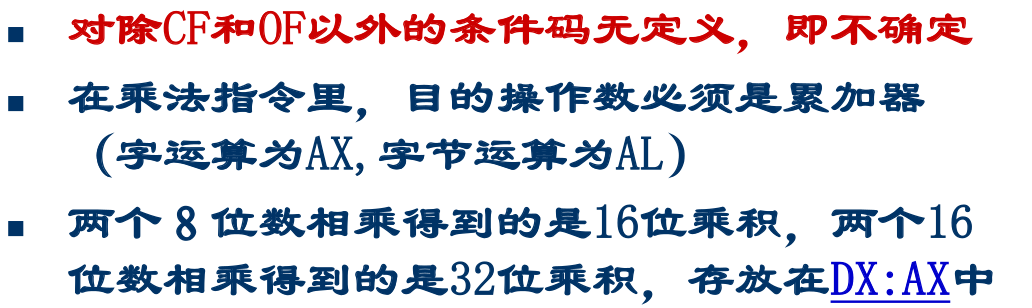 对除CF和OF以外的条件码无定义，即不确定
在乘法指令里，目的操作数必须是累加器
（字运算为AX,字节运算为AL）
两个8位数相乘得到的是16位乘积，两个16
位数相乘得到的是32位乘积，存放在DX:AX中